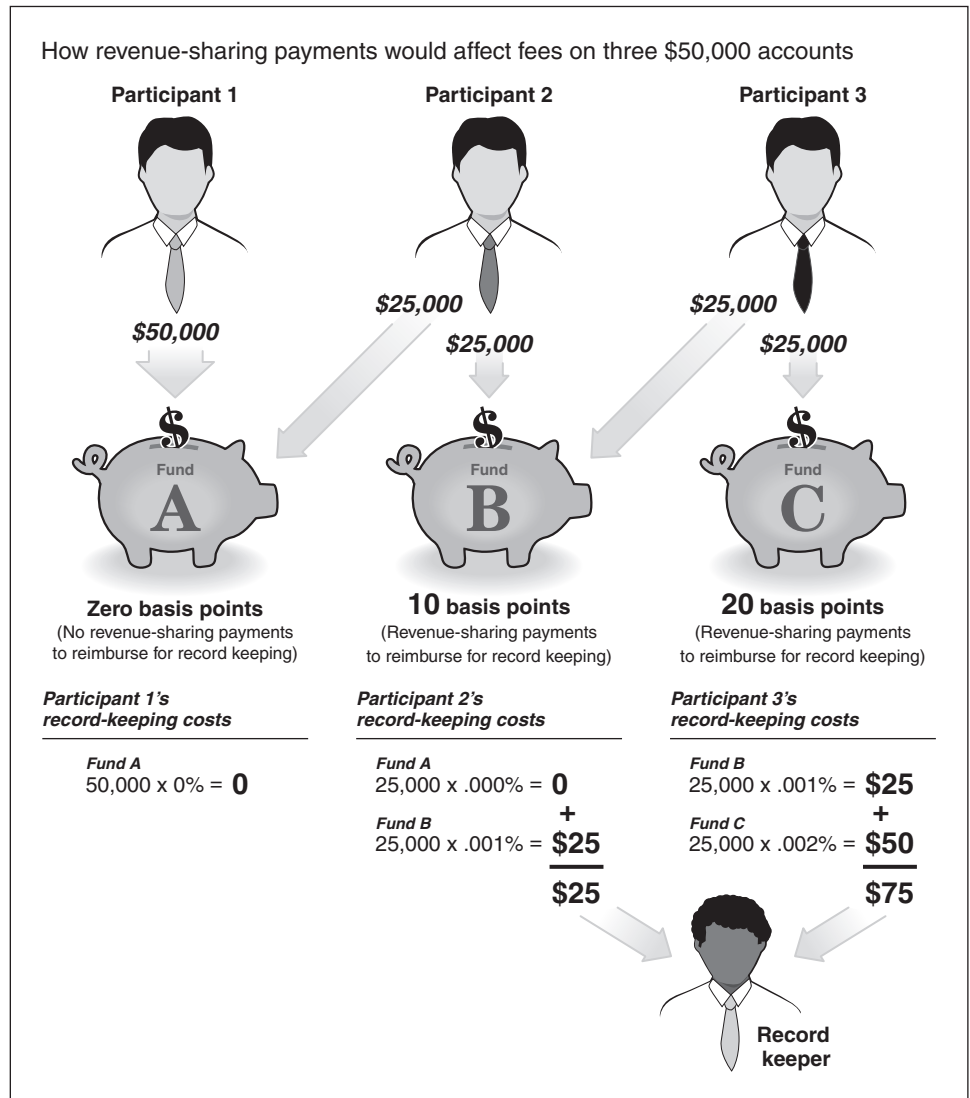 How revenue-sharing payments would affect fees on three $50,000 accounts
Participant 1
Participant 2
Participant 3
$50,000
$25,000
$25,000
$25,000
$25,000
$
Fund
A
$
Fund
B
$
Fund
C
Zero basis points
(No revenue-sharing payments
to reimburse for record keeping)
10 basis points
(Revenue-sharing payments
to reimburse for record keeping)
20 basis points
(Revenue-sharing payments
to reimburse for record keeping)
Participant 1’s
record-keeping costs
Fund A
50,000 x 0% = 0
Participant 2’s
record-keeping costs
Fund A
25,000 x .000% = 0
+
Fund B
25,000 x .001% = $25
$25
Participant 3’s
record-keeping costs
Fund B
25,000 x .001% = $25
+
Fund C
25,000 x .002% = $50
$75
Record
keeper